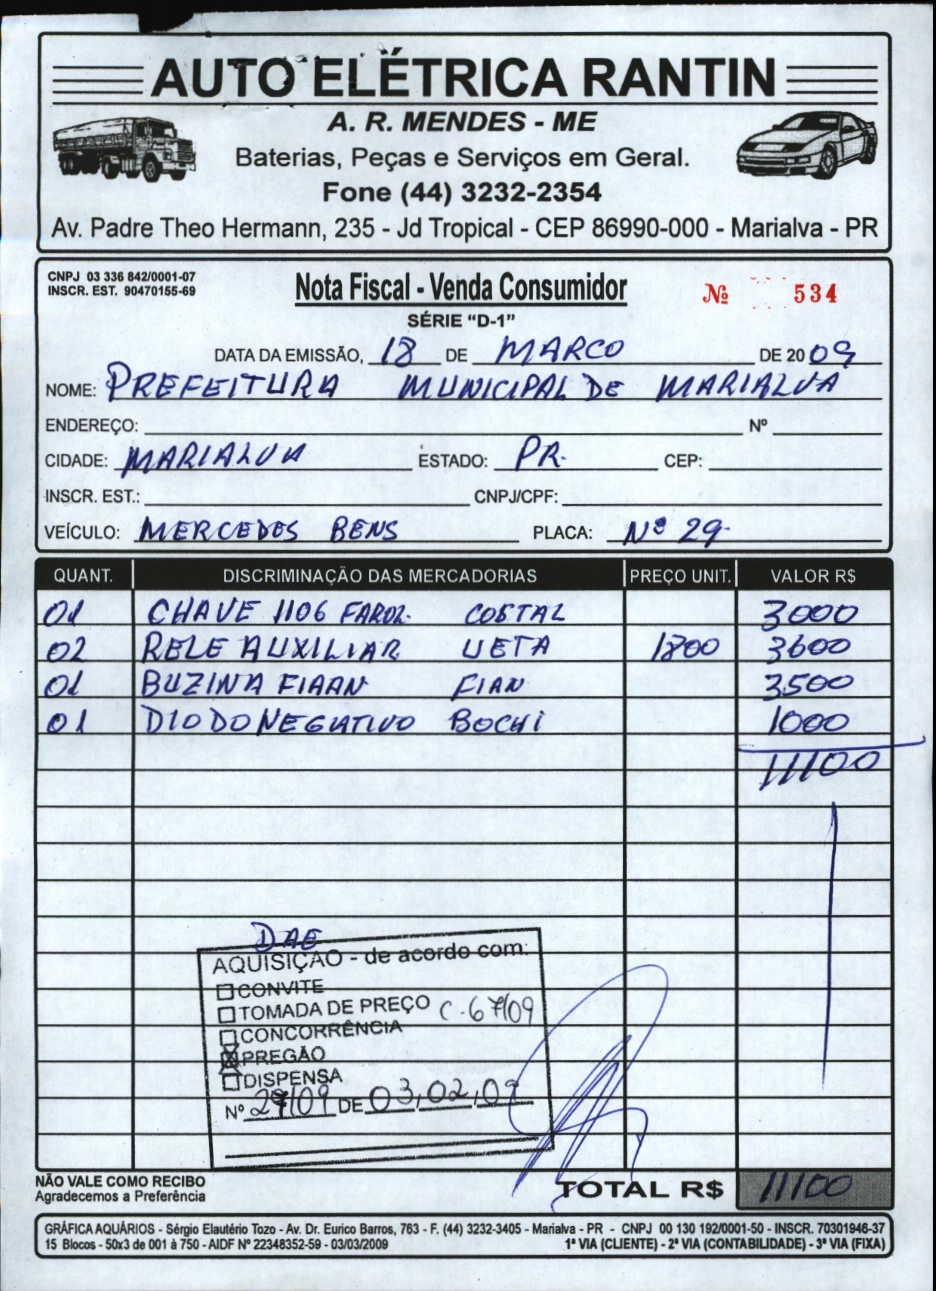 AUTO ELÉTRICA RANTIN
A. R. MENDES - ME
Baterias, Peças e Serviços em Geral.
Fone (44) 3232-2354
Av. Padre Theo Hermann, 235 - Jd Tropical - CEP 86990-000 - Marialva - PR
CNPJ 03 336 842/0001-07
INSCR. EST. 90470155-69
Nota Fiscal - Venda Consumidor
Nº 534
SÉRIE "D-1"
DATA DA EMISSÃO, 18 DE MARCO DE 2009
NOME: PREFEITURA MUNICIPAL DE MARIALVA
ENDEREÇO: Nº
CIDADE: MARIALVA ESTADO: PR. CEP:
INSCR. EST.: CNPJ/CPF:
VEÍCULO: MERCEDES BENS PLACA: Nº 29
QUANT. DISCRIMINAÇÃO DAS MERCADORIAS PREÇO UNIT. VALOR R$
01 CHAVE 1106 FAROL COSTAL 3000
02 RELE AUXILIAR UETA 1800 3600
01 BUZINA FIAAN FIAN 3500
01 DIODO NEGATIVO BOCHI 1000
11100
DAE
AQUISIÇÃO - de acordo com:
CONVITE
TOMADA DE PREÇO C-67/09
CONCORRÊNCIA
PREGÃO
DISPENSA
Nº 27/09 DE 03,02,09
NÃO VALE COMO RECIBO
Agradecemos a Preferência
TOTAL R$ 11100
GRÁFICA AQUÁRIOS - Sérgio Elautério Tozo - Av. Dr. Eurico Barros, 763 - F. (44) 3232-3405 - Marialva - PR - CNPJ 00 130 192/0001-50 - INSCR. 70301946-37
15 Blocos - 50x3 de 001 à 750 - AIDF Nº 22348352-59 - 03/03/2009 1ª VIA (CLIENTE) - 2ª VIA (CONTABILIDADE) - 3ª VIA (FIXA)